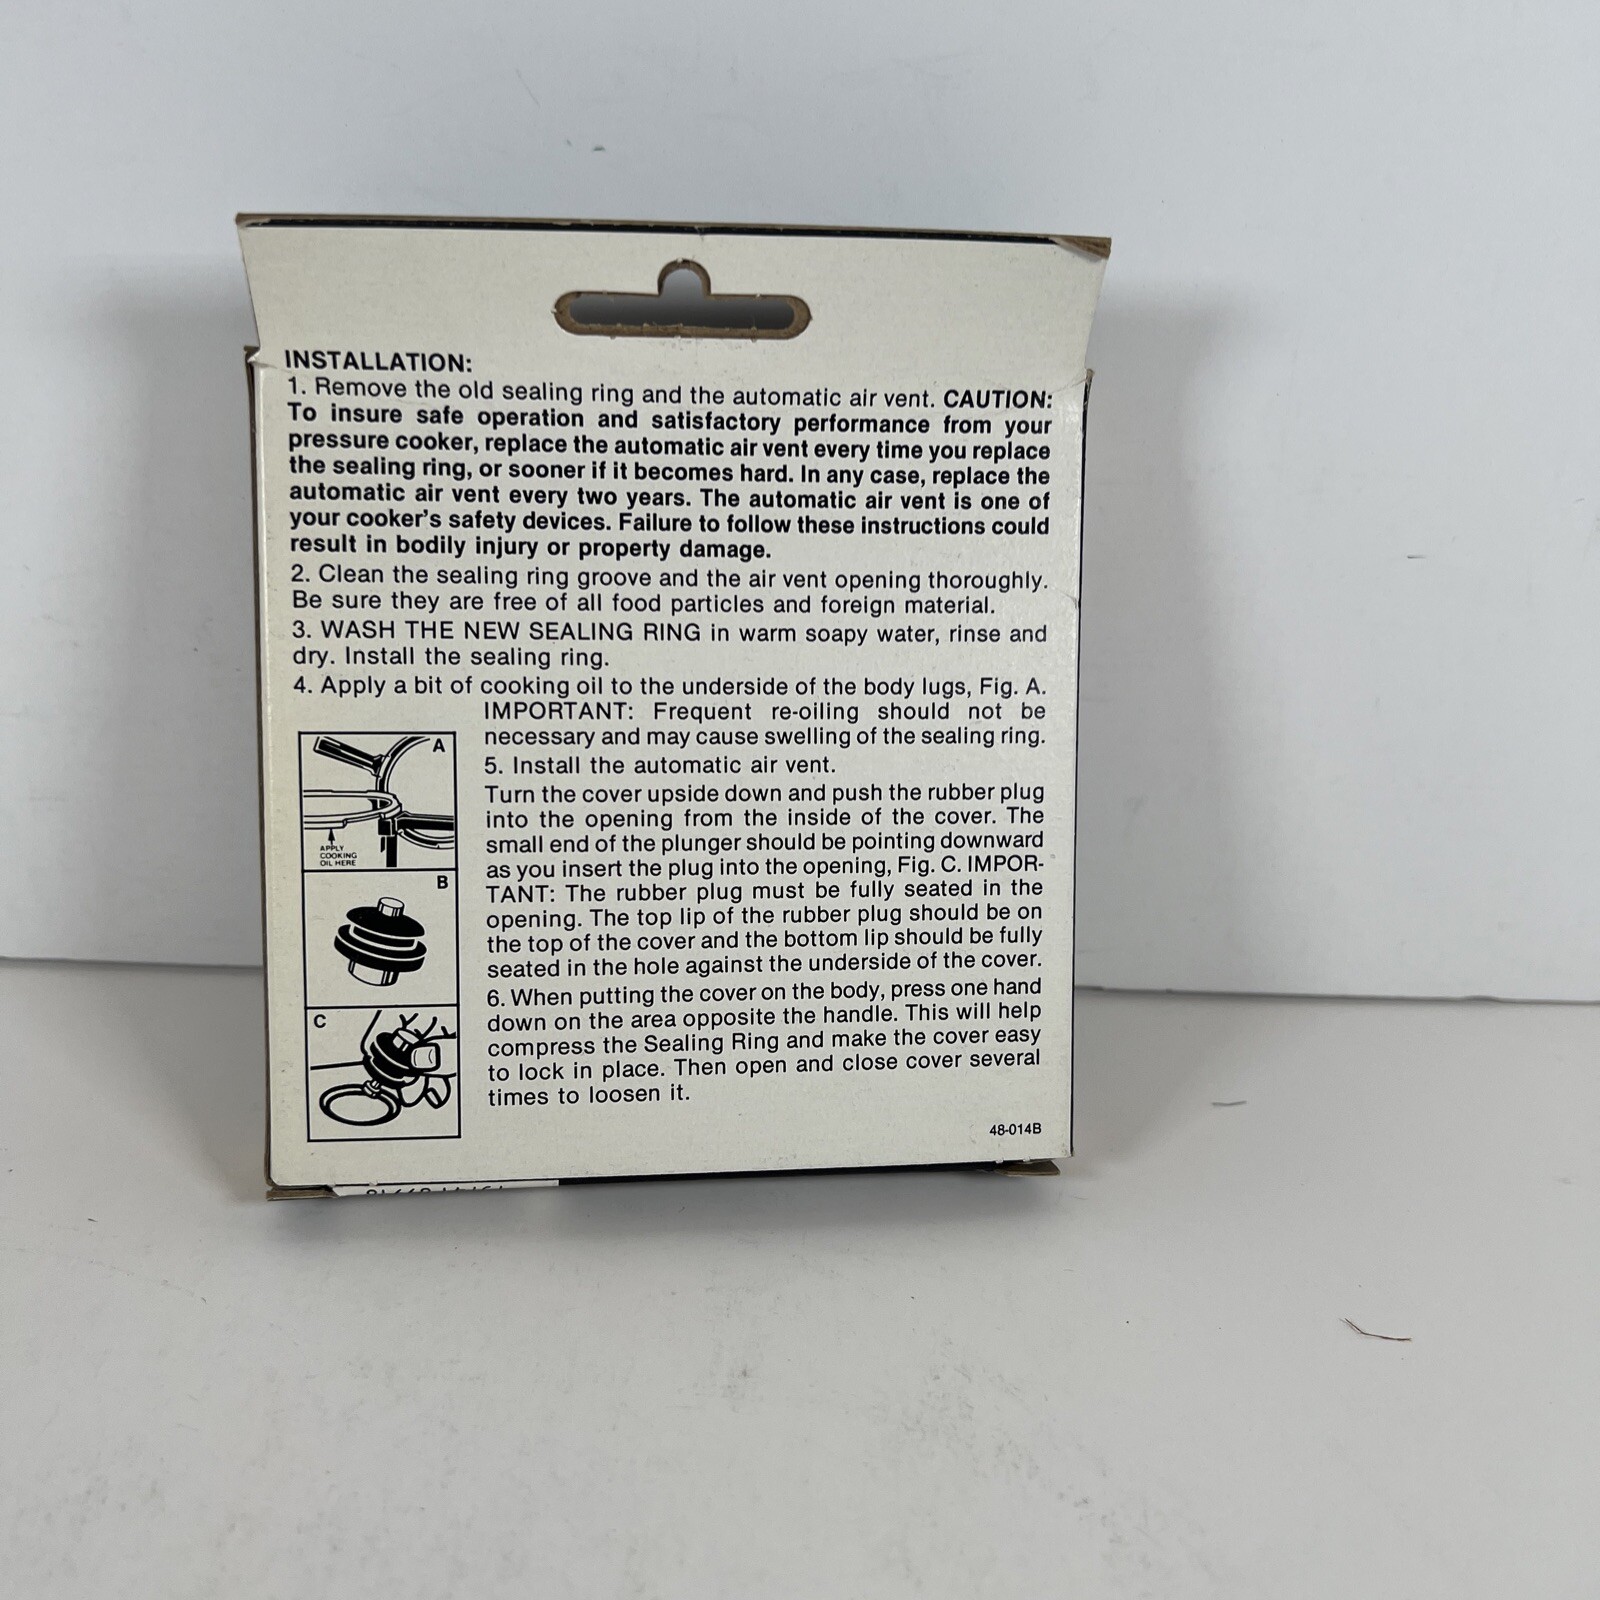 INSTALLATION:
1. Remove the old sealing ring and the automatic air vent. CAUTION:
To insure safe operation and satisfactory performance from your
pressure cooker, replace the automatic air vent every time you replace
the sealing ring, or sooner if it becomes hard. In any case, replace the
automatic air vent every two years. The automatic air vent is one of
your cooker's safety devices. Failure to follow these instructions could
result in bodily injury or property damage.
2. Clean the sealing ring groove and the air vent opening thoroughly.
Be sure they are free of all food particles and foreign material.
3. WASH THE NEW SEALING RING in warm soapy water, rinse and
dry. Install the sealing ring.
4. Apply a bit of cooking oil to the underside of the body lugs, Fig. A.
IMPORTANT: Frequent re-oiling should not be
necessary and may cause swelling of the sealing ring.
5. Install the automatic air vent.
Turn the cover upside down and push the rubber plug
into the opening from the inside of the cover. The
small end of the plunger should be pointing downward
as you insert the plug into the opening, Fig. C. IMPOR-
TANT: The rubber plug must be fully seated in the
opening. The top lip of the rubber plug should be on
the top of the cover and the bottom lip should be fully
seated in the hole against the underside of the cover.
6. When putting the cover on the body, press one hand
down on the area opposite the handle. This will help
compress the Sealing Ring and make the cover easy
to lock in place. Then open and close cover several
times to loosen it.
A
APPLY
COOKING
OIL HERE
B
C
48-014B